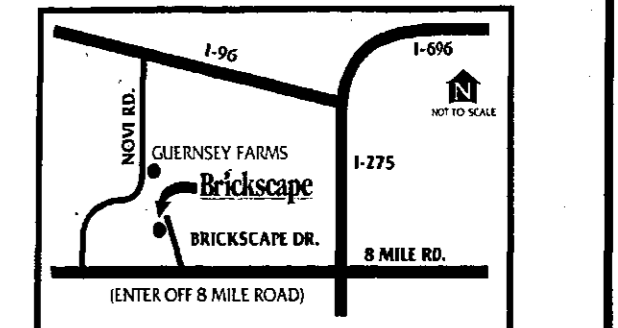 I-96
I-696
N
NOT TO SCALE
NOVI RD.
GUERNSEY FARMS
I-275
Brickscape
BRICKSCAPE DR.
8 MILE RD.
(ENTER OFF 8 MILE ROAD)